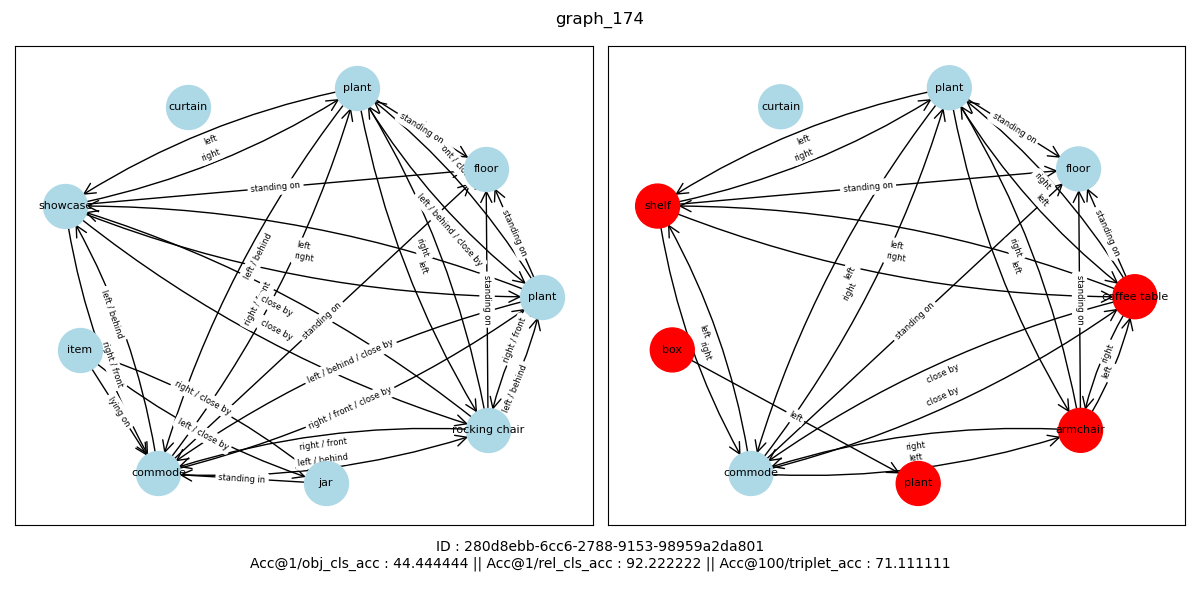 graph_174
plant
curtain
floor
showcase
plant
item
rocking chair
commode
jar
left
right
standing on
standing on
left / behind / close by
standing on
left / behind
left
right
right
left
close by
close by
standing on
standing on
left / behind
right / front
lying on
right / close by
left / close by
left / behind / close by
right / front / close by
right / front
left / behind
right / front
left / behind
standing in
plant
curtain
floor
shelf
coffee table
box
armchair
commode
plant
left
right
standing on
standing on
right
left
standing on
left
right
right
left
left
right
standing on
standing on
left
right
close by
close by
right
left
left
right
left
ID : 280d8ebb-6cc6-2788-9153-98959a2da801
Acc@1/obj_cls_acc : 44.444444 || Acc@1/rel_cls_acc : 92.222222 || Acc@100/triplet_acc : 71.111111